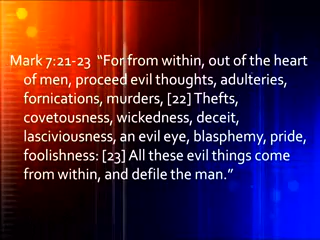 Mark 7:21-23 “For from within, out of the heart
of men, proceed evil thoughts, adulteries,
fornications, murders, [22] Thefts,
covetousness, wickedness, deceit,
lasciviousness, an evil eye, blasphemy, pride,
foolishness: [23] All these evil things come
from within, and defile the man.”